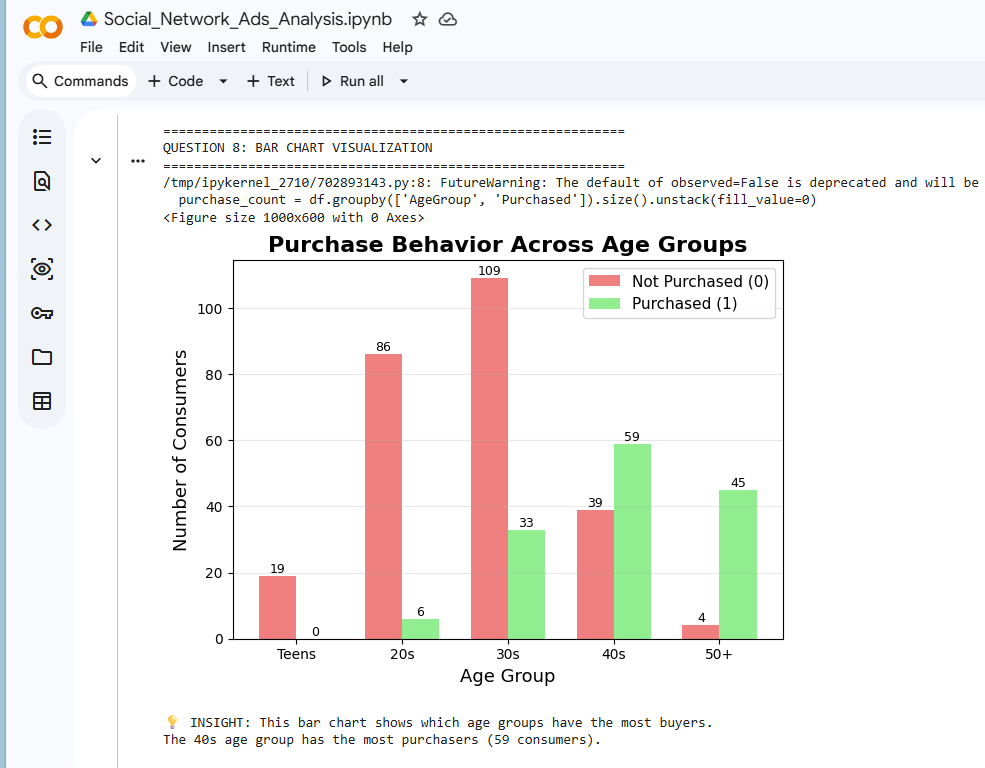 Social_Network_Ads_Analysis.ipynb
File Edit View Insert Runtime Tools Help
Commands + Code + Text Run all
============================================================
QUESTION 8: BAR CHART VISUALIZATION
============================================================
/tmp/ipykernel_2710/702893143.py:8: FutureWarning: The default of observed=False is deprecated and will be
purchase_count = df.groupby(['AgeGroup', 'Purchased']).size().unstack(fill_value=0)
<Figure size 1000x600 with 0 Axes>
Purchase Behavior Across Age Groups
Not Purchased (0)
Purchased (1)
Number of Consumers
100
80
60
40
20
0
19
0
86
6
109
33
39
59
4
45
Teens 20s 30s 40s 50+
Age Group
💡 INSIGHT: This bar chart shows which age groups have the most buyers.
The 40s age group has the most purchasers (59 consumers).